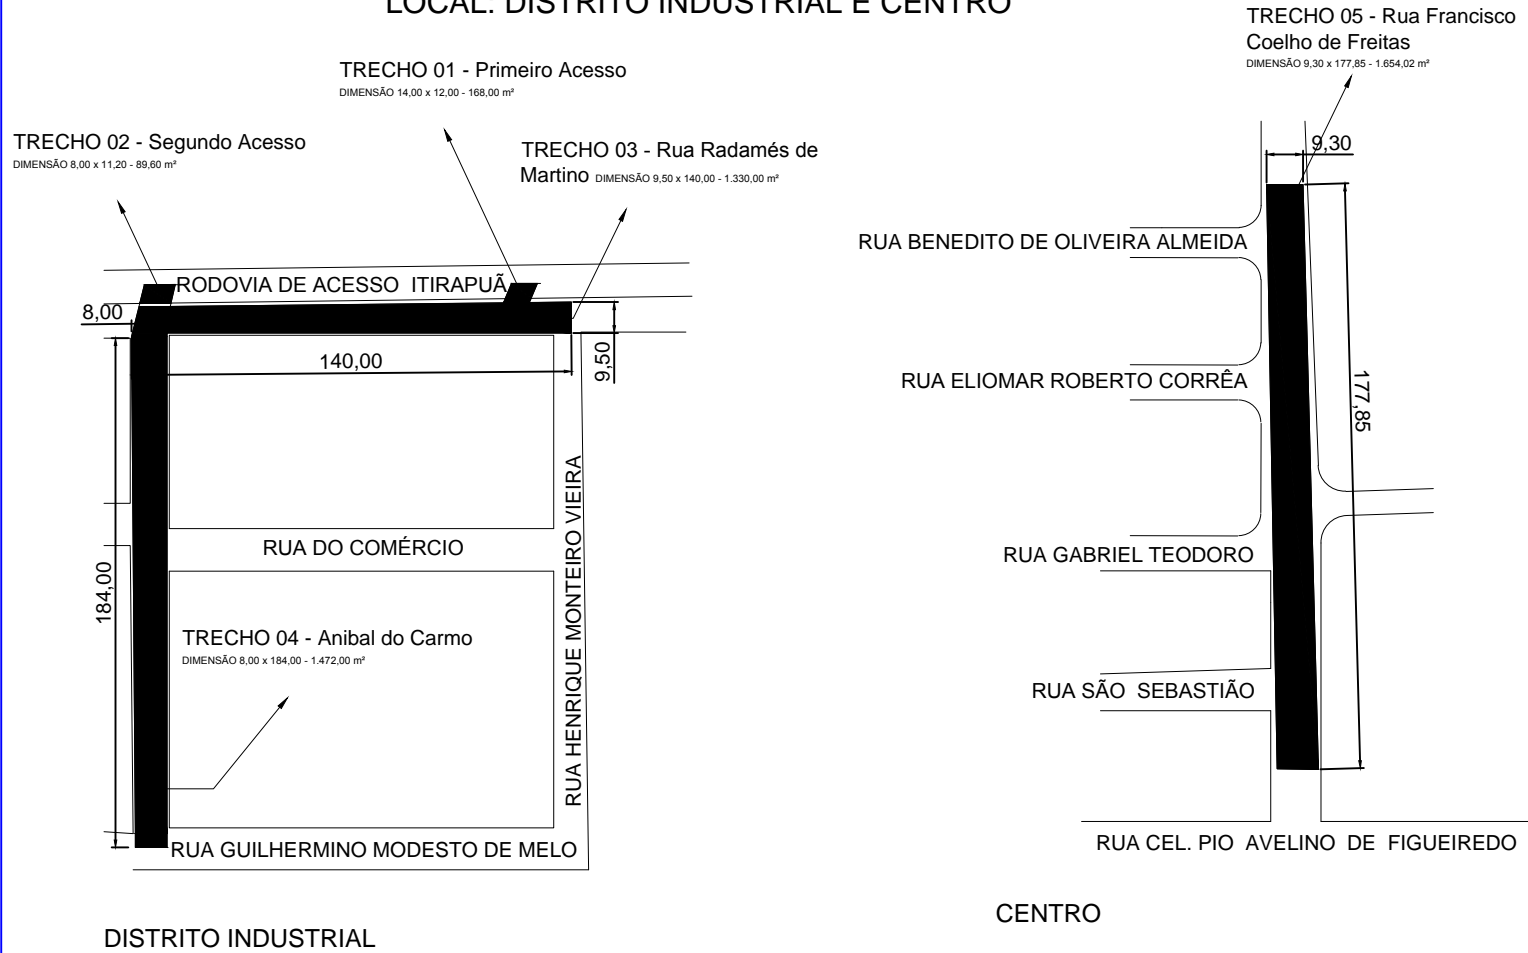 LOCAL: DISTRITO INDUSTRIAL E CENTRO
TRECHO 01 - Primeiro Acesso
DIMENSÃO 14,00 x 12,00 - 168,00 m²
TRECHO 02 - Segundo Acesso
DIMENSÃO 8,00 x 11,20 - 89,60 m²
TRECHO 03 - Rua Radamés de
Martino DIMENSÃO 9,50 x 140,00 - 1.330,00 m²
RODOVIA DE ACESSO ITIRAPUÃ
8,00
140,00
9,50
184,00
RUA DO COMÉRCIO
RUA HENRIQUE MONTEIRO VIEIRA
TRECHO 04 - Anibal do Carmo
DIMENSÃO 8,00 x 184,00 - 1.472,00 m²
RUA GUILHERMINO MODESTO DE MELO
DISTRITO INDUSTRIAL
TRECHO 05 - Rua Francisco
Coelho de Freitas
DIMENSÃO 9,30 x 177,85 - 1.654,02 m²
9,30
RUA BENEDITO DE OLIVEIRA ALMEIDA
RUA ELIOMAR ROBERTO CORRÊA
177,85
RUA GABRIEL TEODORO
RUA SÃO SEBASTIÃO
RUA CEL. PIO AVELINO DE FIGUEIREDO
CENTRO